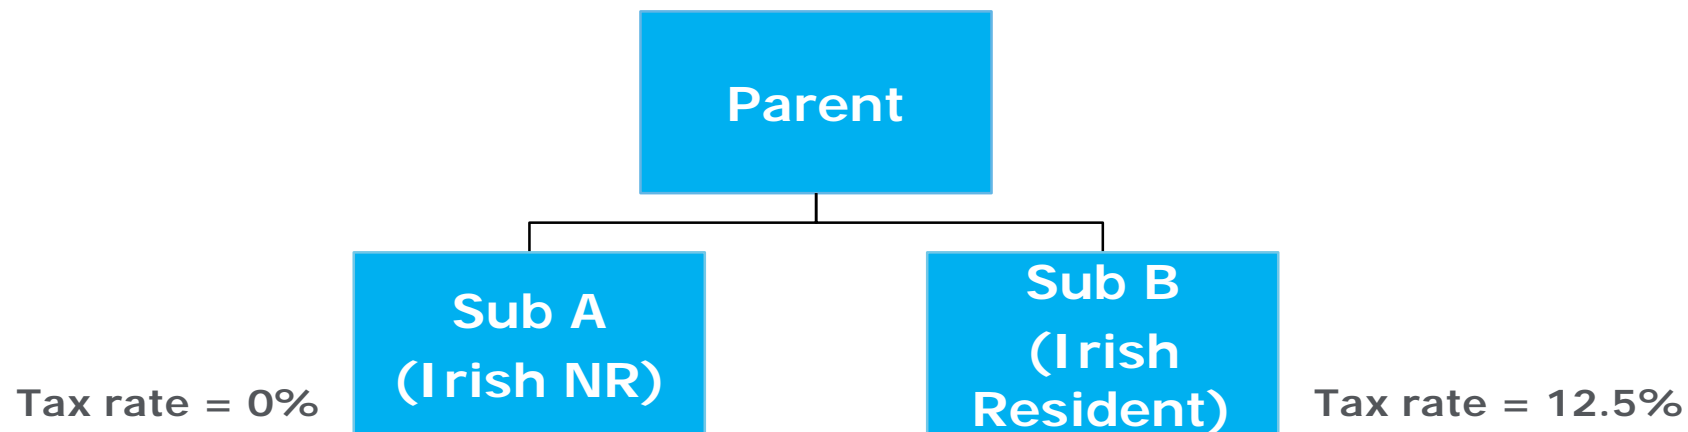 Parent
Sub A
(Irish NR)
Sub B
(Irish
Resident)
Tax rate = 0%
Tax rate = 12.5%